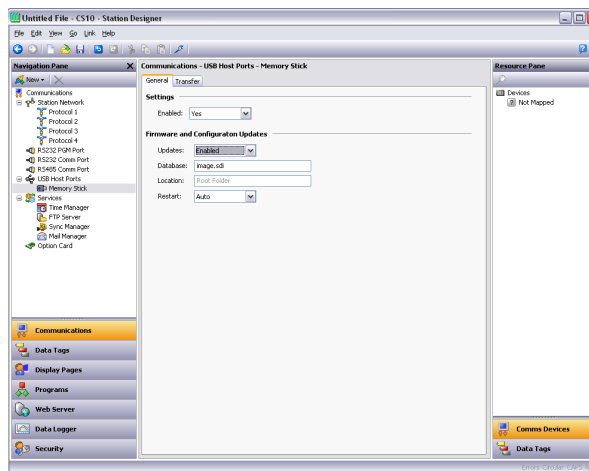 Untitled File - CS10 - Station Designer
File Edit View Go Link Help
Navigation Pane
New
Communications
Station Network
Protocol 1
Protocol 2
Protocol 3
Protocol 4
RS232 PGM Port
RS232 Comm Port
RS485 Comm Port
USB Host Ports
Memory Stick
Services
Time Manager
FTP Server
Sync Manager
Mail Manager
Option Card
Communications
Data Tags
Display Pages
Programs
Web Server
Data Logger
Security
Communications - USB Host Ports - Memory Stick
General Transfer
Settings
Enabled: Yes
Firmware and Configuraton Updates
Updates: Enabled
Database: image.sdi
Location: Root Folder
Restart: Auto
Resource Pane
Devices
Not Mapped
Comms Devices
Data Tags
Errors Circular CAPS